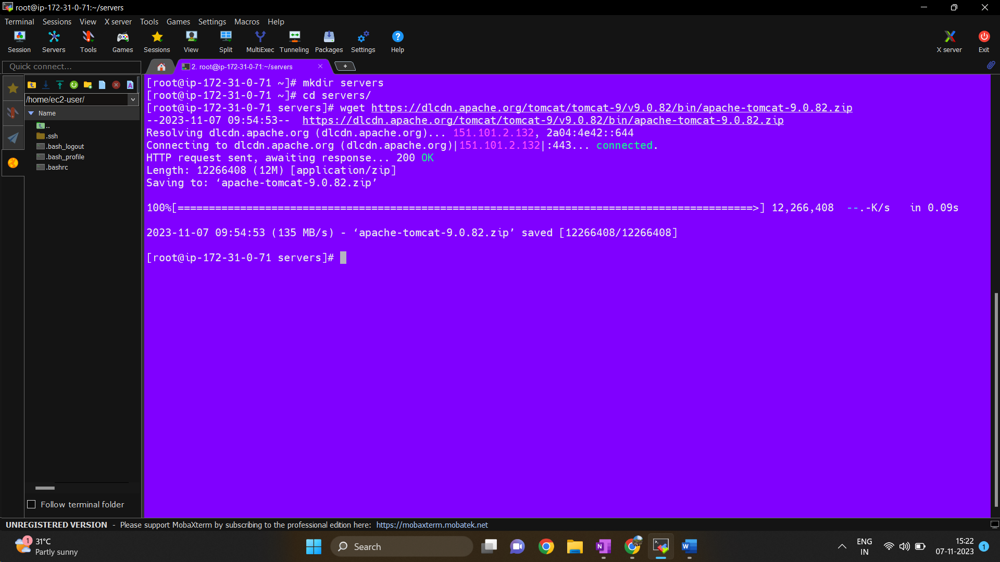 root@ip-172-31-0-71:~/servers
Terminal Sessions View X server Tools Games Settings Macros Help
Session Servers Tools Games Sessions View Split MultiExec Tunneling Packages Settings Help X server Exit
Quick connect...
2. root@ip-172-31-0-71:~/servers
/home/ec2-user/
Name
..
.ssh
.bash_logout
.bash_profile
.bashrc
[root@ip-172-31-0-71 ~]# mkdir servers
[root@ip-172-31-0-71 ~]# cd servers/
[root@ip-172-31-0-71 servers]# wget https://dlcdn.apache.org/tomcat/tomcat-9/v9.0.82/bin/apache-tomcat-9.0.82.zip
--2023-11-07 09:54:53--  https://dlcdn.apache.org/tomcat/tomcat-9/v9.0.82/bin/apache-tomcat-9.0.82.zip
Resolving dlcdn.apache.org (dlcdn.apache.org)... 151.101.2.132, 2a04:4e42::644
Connecting to dlcdn.apache.org (dlcdn.apache.org)|151.101.2.132|:443... connected.
HTTP request sent, awaiting response... 200 OK
Length: 12266408 (12M) [application/zip]
Saving to: ‘apache-tomcat-9.0.82.zip’
100%[============================================================================================>] 12,266,408  --.-K/s   in 0.09s
2023-11-07 09:54:53 (135 MB/s) - ‘apache-tomcat-9.0.82.zip’ saved [12266408/12266408]
[root@ip-172-31-0-71 servers]#
Follow terminal folder
UNREGISTERED VERSION - Please support MobaXterm by subscribing to the professional edition here: https://mobaxterm.mobatek.net
1
31°C
Partly sunny
Search
ENG
IN
15:22
07-11-2023
1